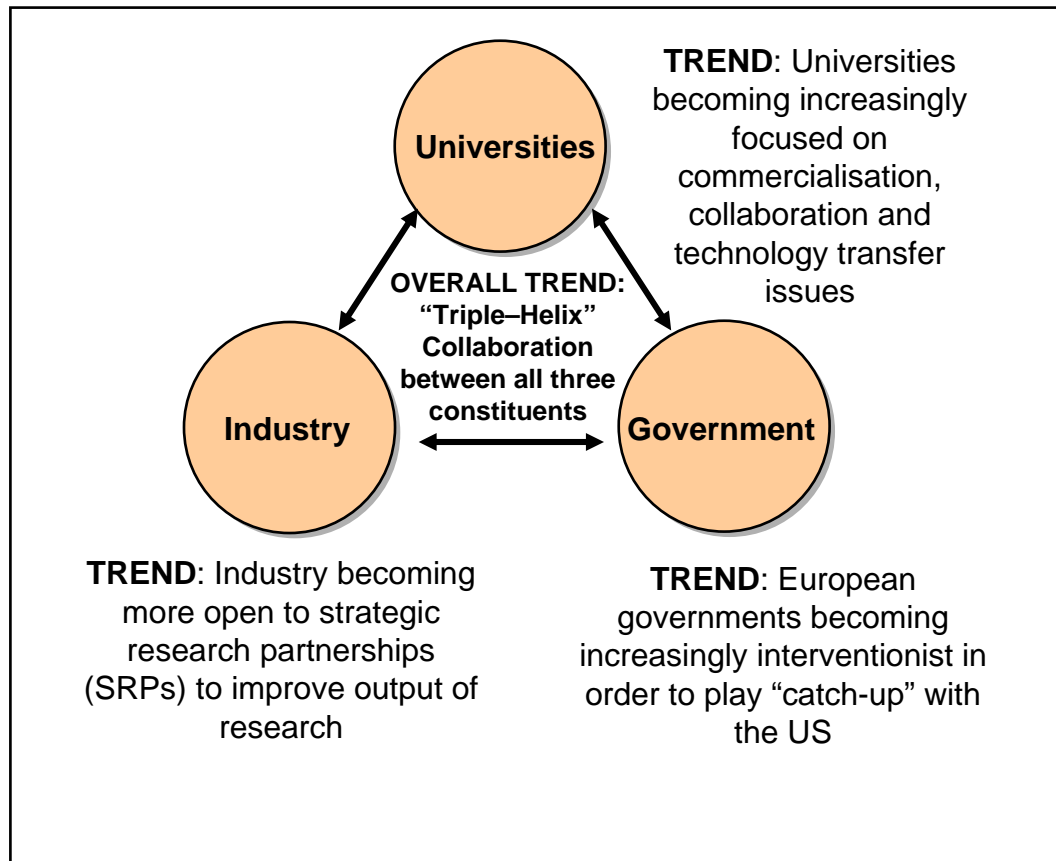 Universities
TREND: Universities
becoming increasingly
focused on
commercialisation,
collaboration and
technology transfer
issues
OVERALL TREND:
“Triple–Helix”
Collaboration
between all three
constituents
Industry
Government
TREND: Industry becoming
more open to strategic
research partnerships
(SRPs) to improve output of
research
TREND: European
governments becoming
increasingly interventionist in
order to play “catch-up” with
the US